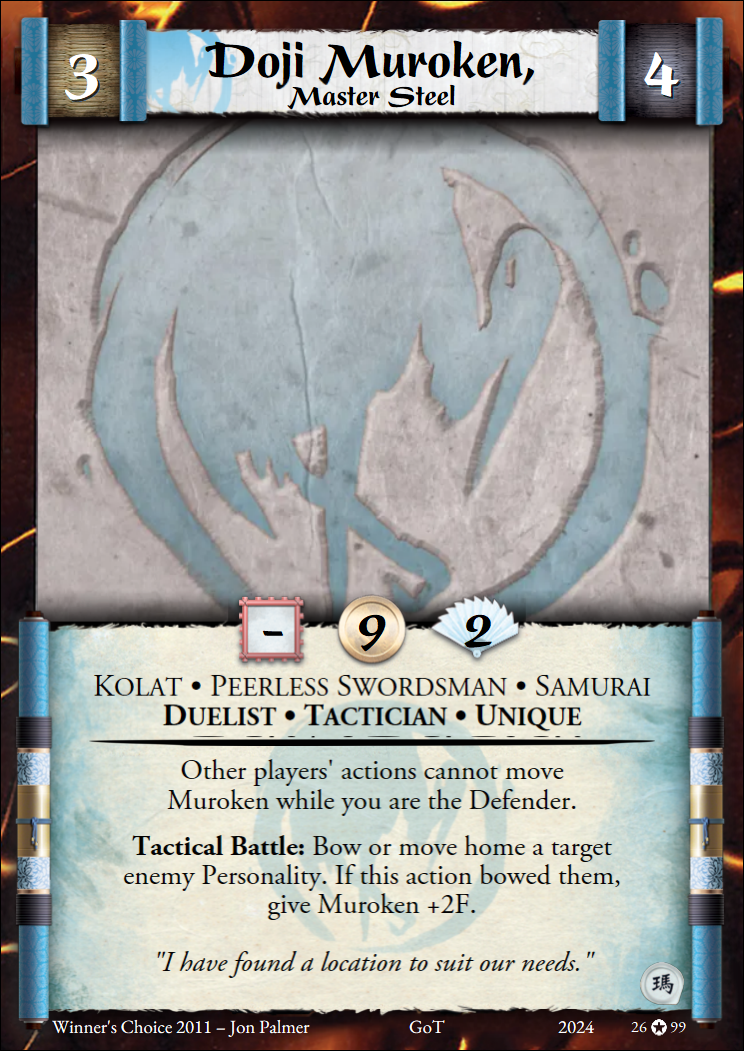 3
Doji Muroken,
4
Master Steel
-
9
2
Kolat • Peerless Swordsman • Samurai
Duelist • Tactician • Unique
Other players' actions cannot move
Muroken while you are the Defender.
Tactical Battle: Bow or move home a target
enemy Personality. If this action bowed them,
give Muroken +2F.
"I have found a location to suit our needs."
瑪
Winner's Choice 2011 – Jon Palmer GoT 2024 26 ✪ 99